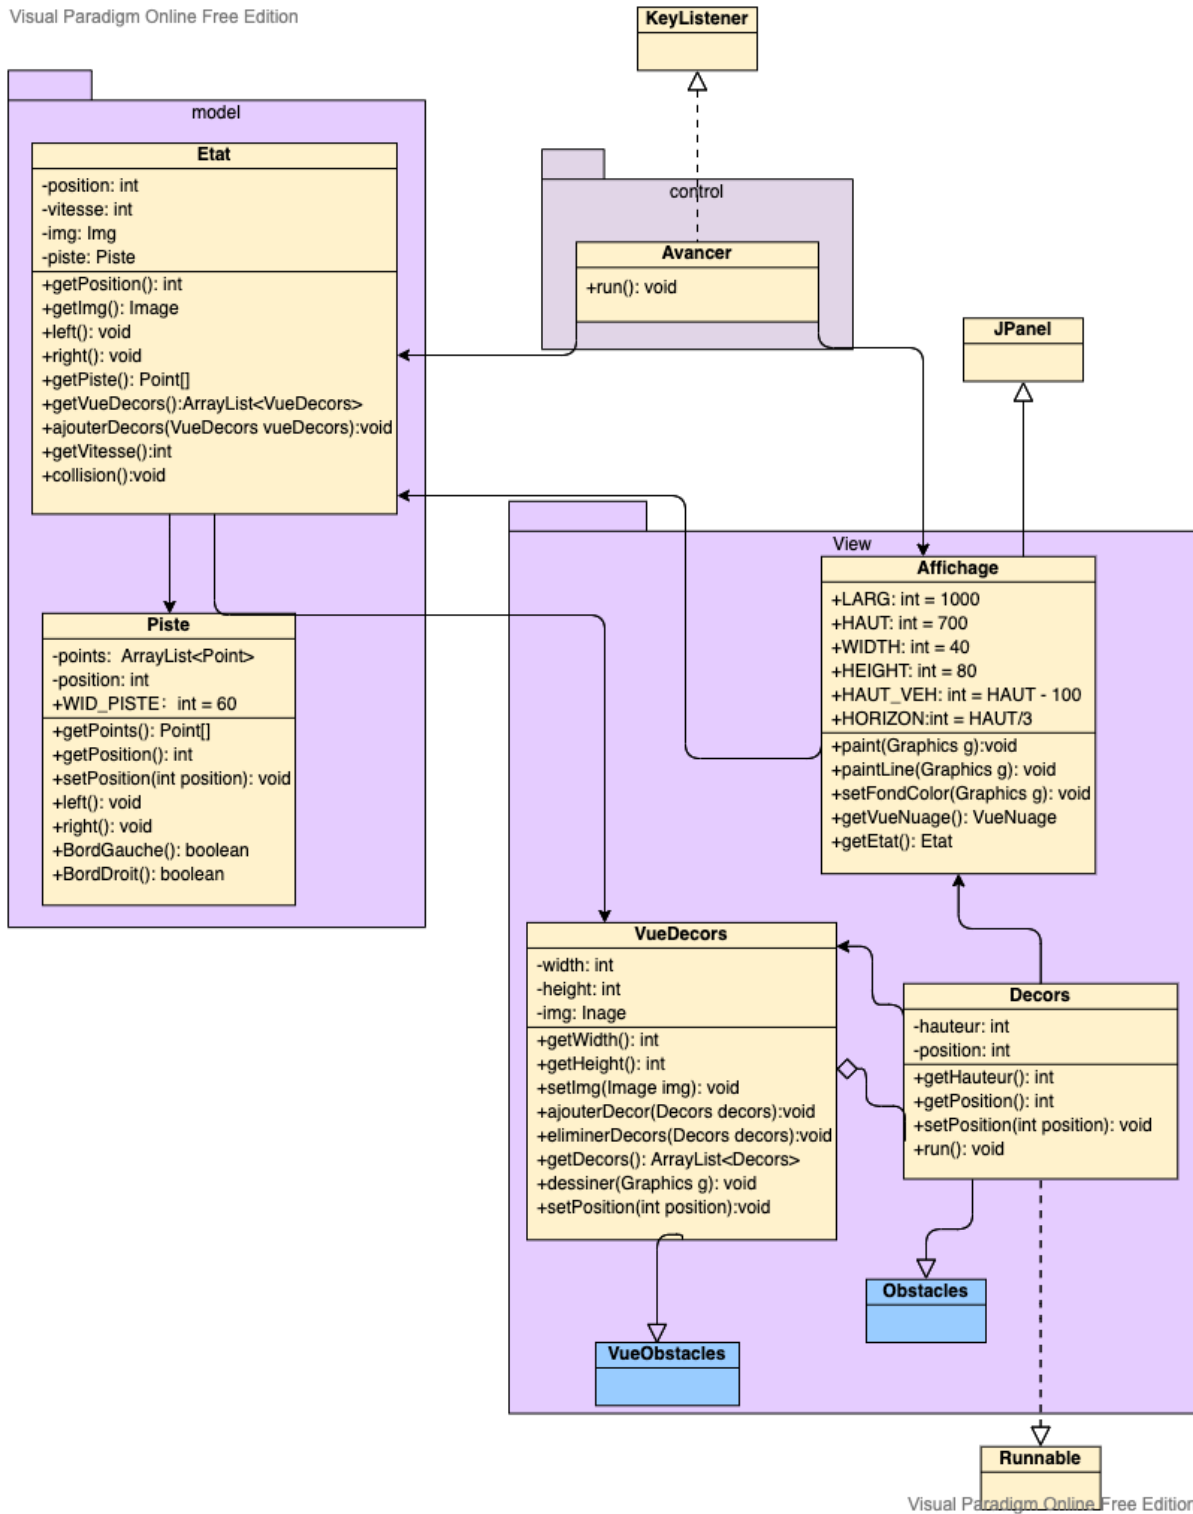 Visual Paradigm Online Free Edition
KeyListener
model
Etat
-position: int
-vitesse: int
-img: Img
-piste: Piste
+getPosition(): int
+getImg(): Image
+left(): void
+right(): void
+getPiste(): Point[]
+getVueDecors():ArrayList<VueDecors>
+ajouterDecors(VueDecors vueDecors):void
+getVitesse():int
+collision():void
control
Avancer
+run(): void
JPanel
Piste
-points:  ArrayList<Point>
-position: int
+WID_PISTE:  int = 60
+getPoints(): Point[]
+getPosition(): int
+setPosition(int position): void
+left(): void
+right(): void
+BordGauche(): boolean
+BordDroit(): boolean
View
Affichage
+LARG: int = 1000
+HAUT: int = 700
+WIDTH: int = 40
+HEIGHT: int = 80
+HAUT_VEH: int = HAUT - 100
+HORIZON:int = HAUT/3
+paint(Graphics g):void
+paintLine(Graphics g): void
+setFondColor(Graphics g): void
+getVueNuage(): VueNuage
+getEtat(): Etat
VueDecors
-width: int
-height: int
-img: Inage
+getWidth(): int
+getHeight(): int
+setImg(Image img): void
+ajouterDecor(Decors decors):void
+eliminerDecors(Decors decors):void
+getDecors(): ArrayList<Decors>
+dessiner(Graphics g): void
+setPosition(int position):void
Decors
-hauteur: int
-position: int
+getHauteur(): int
+getPosition(): int
+setPosition(int position): void
+run(): void
Obstacles
VueObstacles
Runnable
Visual Paradigm Online Free Edition